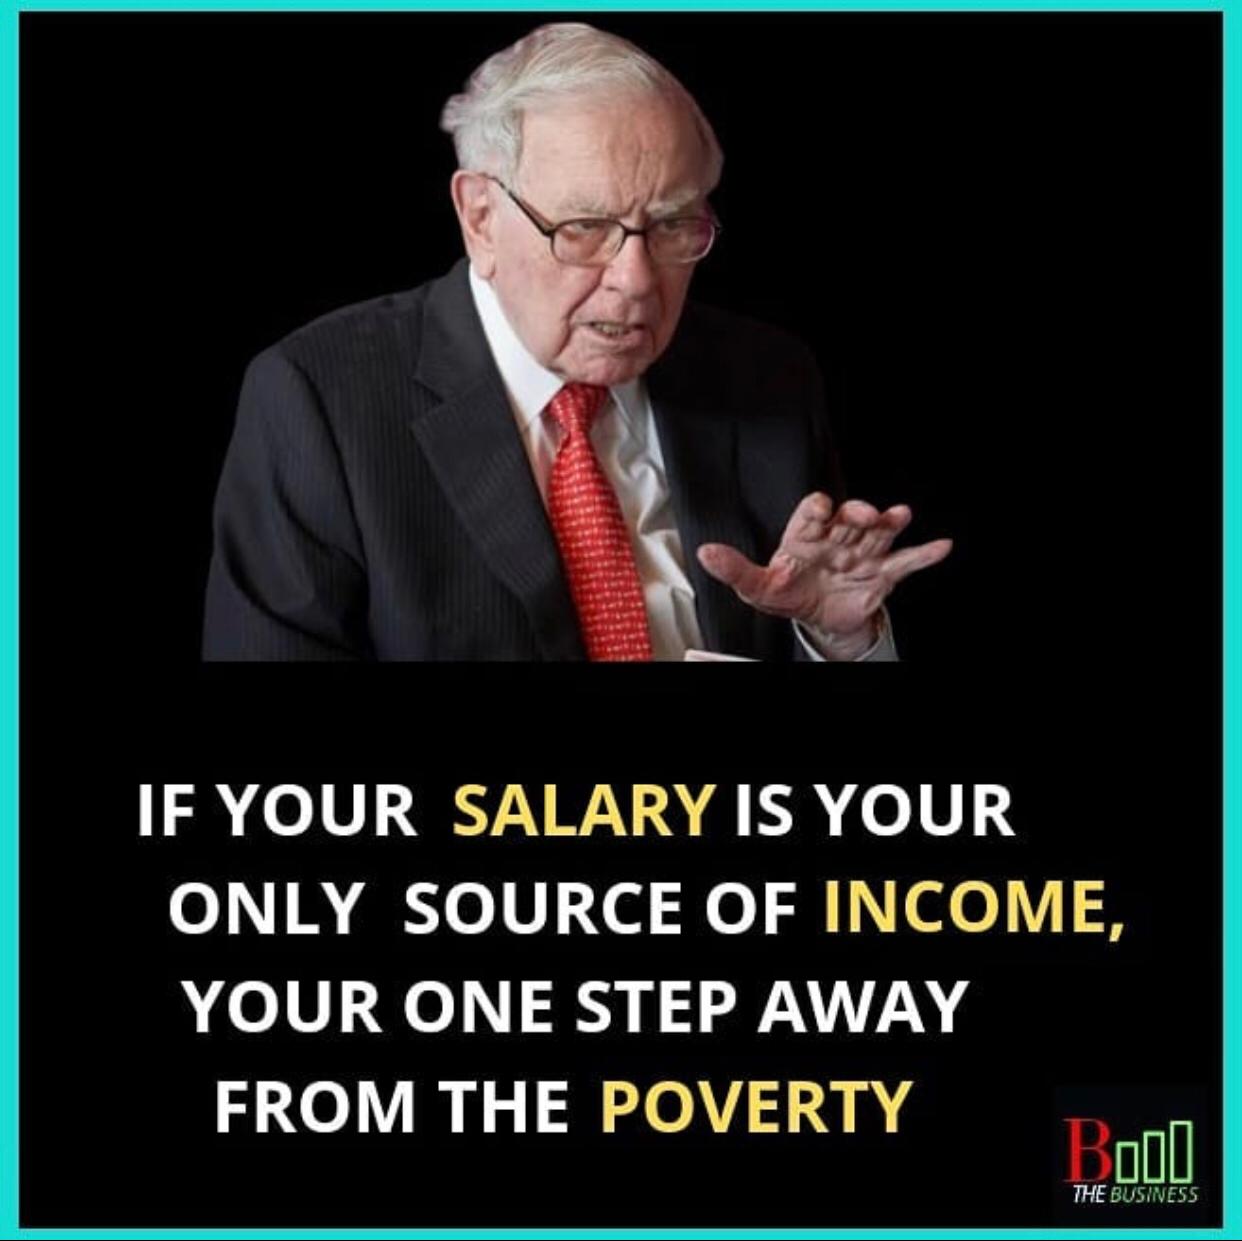 IF YOUR SALARY IS YOUR
ONLY SOURCE OF INCOME,
YOUR ONE STEP AWAY
FROM THE POVERTY
B
THE BUSINESS